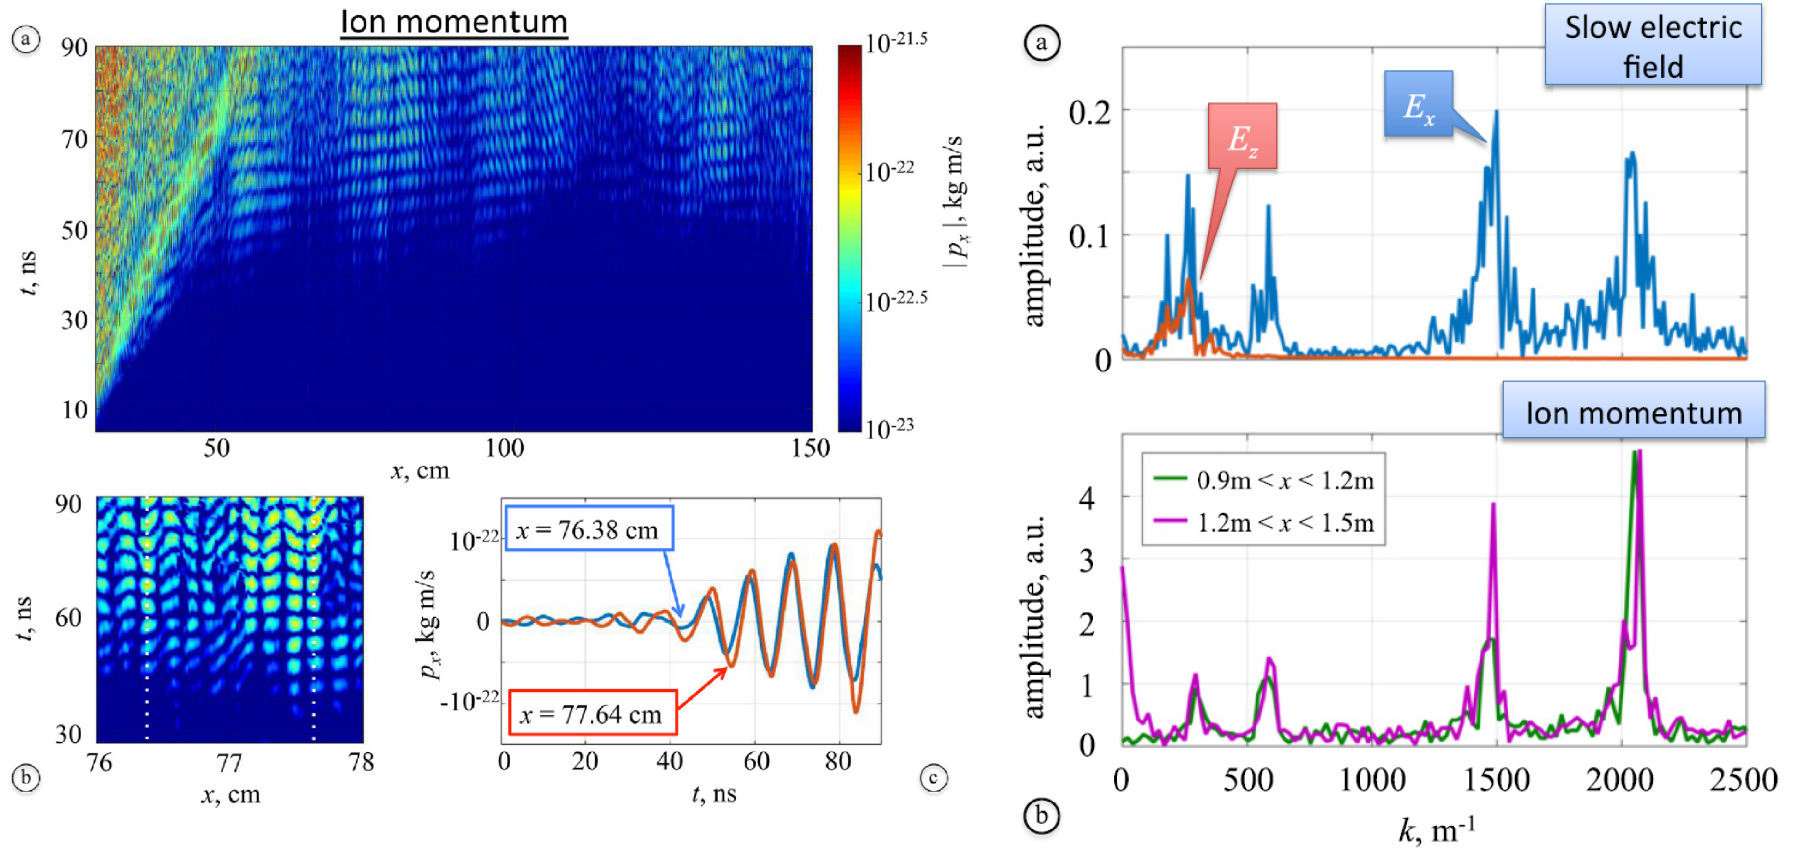 Ion momentum
a
90
70
50
30
10
t, ns
50
100
150
x, cm
10-21.5
10-22
10-22.5
10-23
| px |, kg m/s
90
60
30
t, ns
76
77
78
x, cm
b
x = 76.38 cm
x = 77.64 cm
10-22
0
-10-22
px, kg m/s
0
20
40
60
80
t, ns
c
a
Slow electric
field
Ex
Ez
0.2
0.1
0
amplitude, a.u.
Ion momentum
0.9m < x < 1.2m
1.2m < x < 1.5m
4
3
2
1
0
amplitude, a.u.
0
500
1000
1500
2000
2500
k, m-1
b